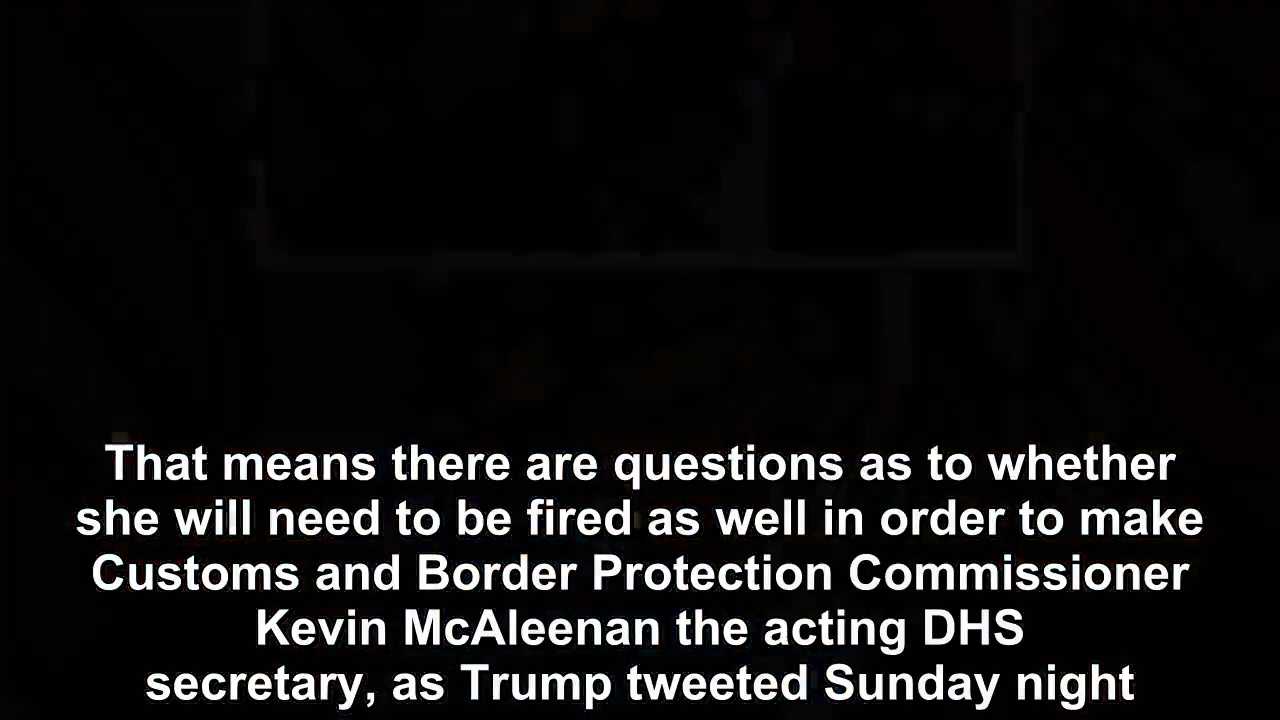 That means there are questions as to whether
she will need to be fired as well in order to make
Customs and Border Protection Commissioner
Kevin McAleenan the acting DHS
secretary, as Trump tweeted Sunday night